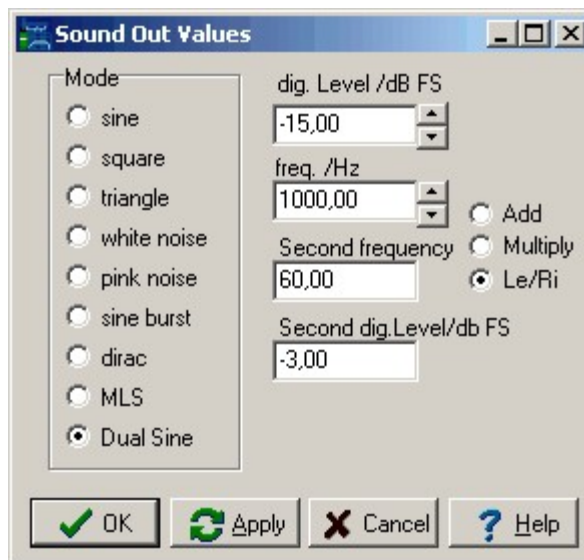 Sound Out Values
Mode
sine
square
triangle
white noise
pink noise
sine burst
dirac
MLS
Dual Sine
dig. Level /dB FS
-15,00
freq. /Hz
1000,00
Second frequency
60,00
Second dig.Level/db FS
-3,00
Add
Multiply
Le/Ri
OK
Apply
Cancel
Help